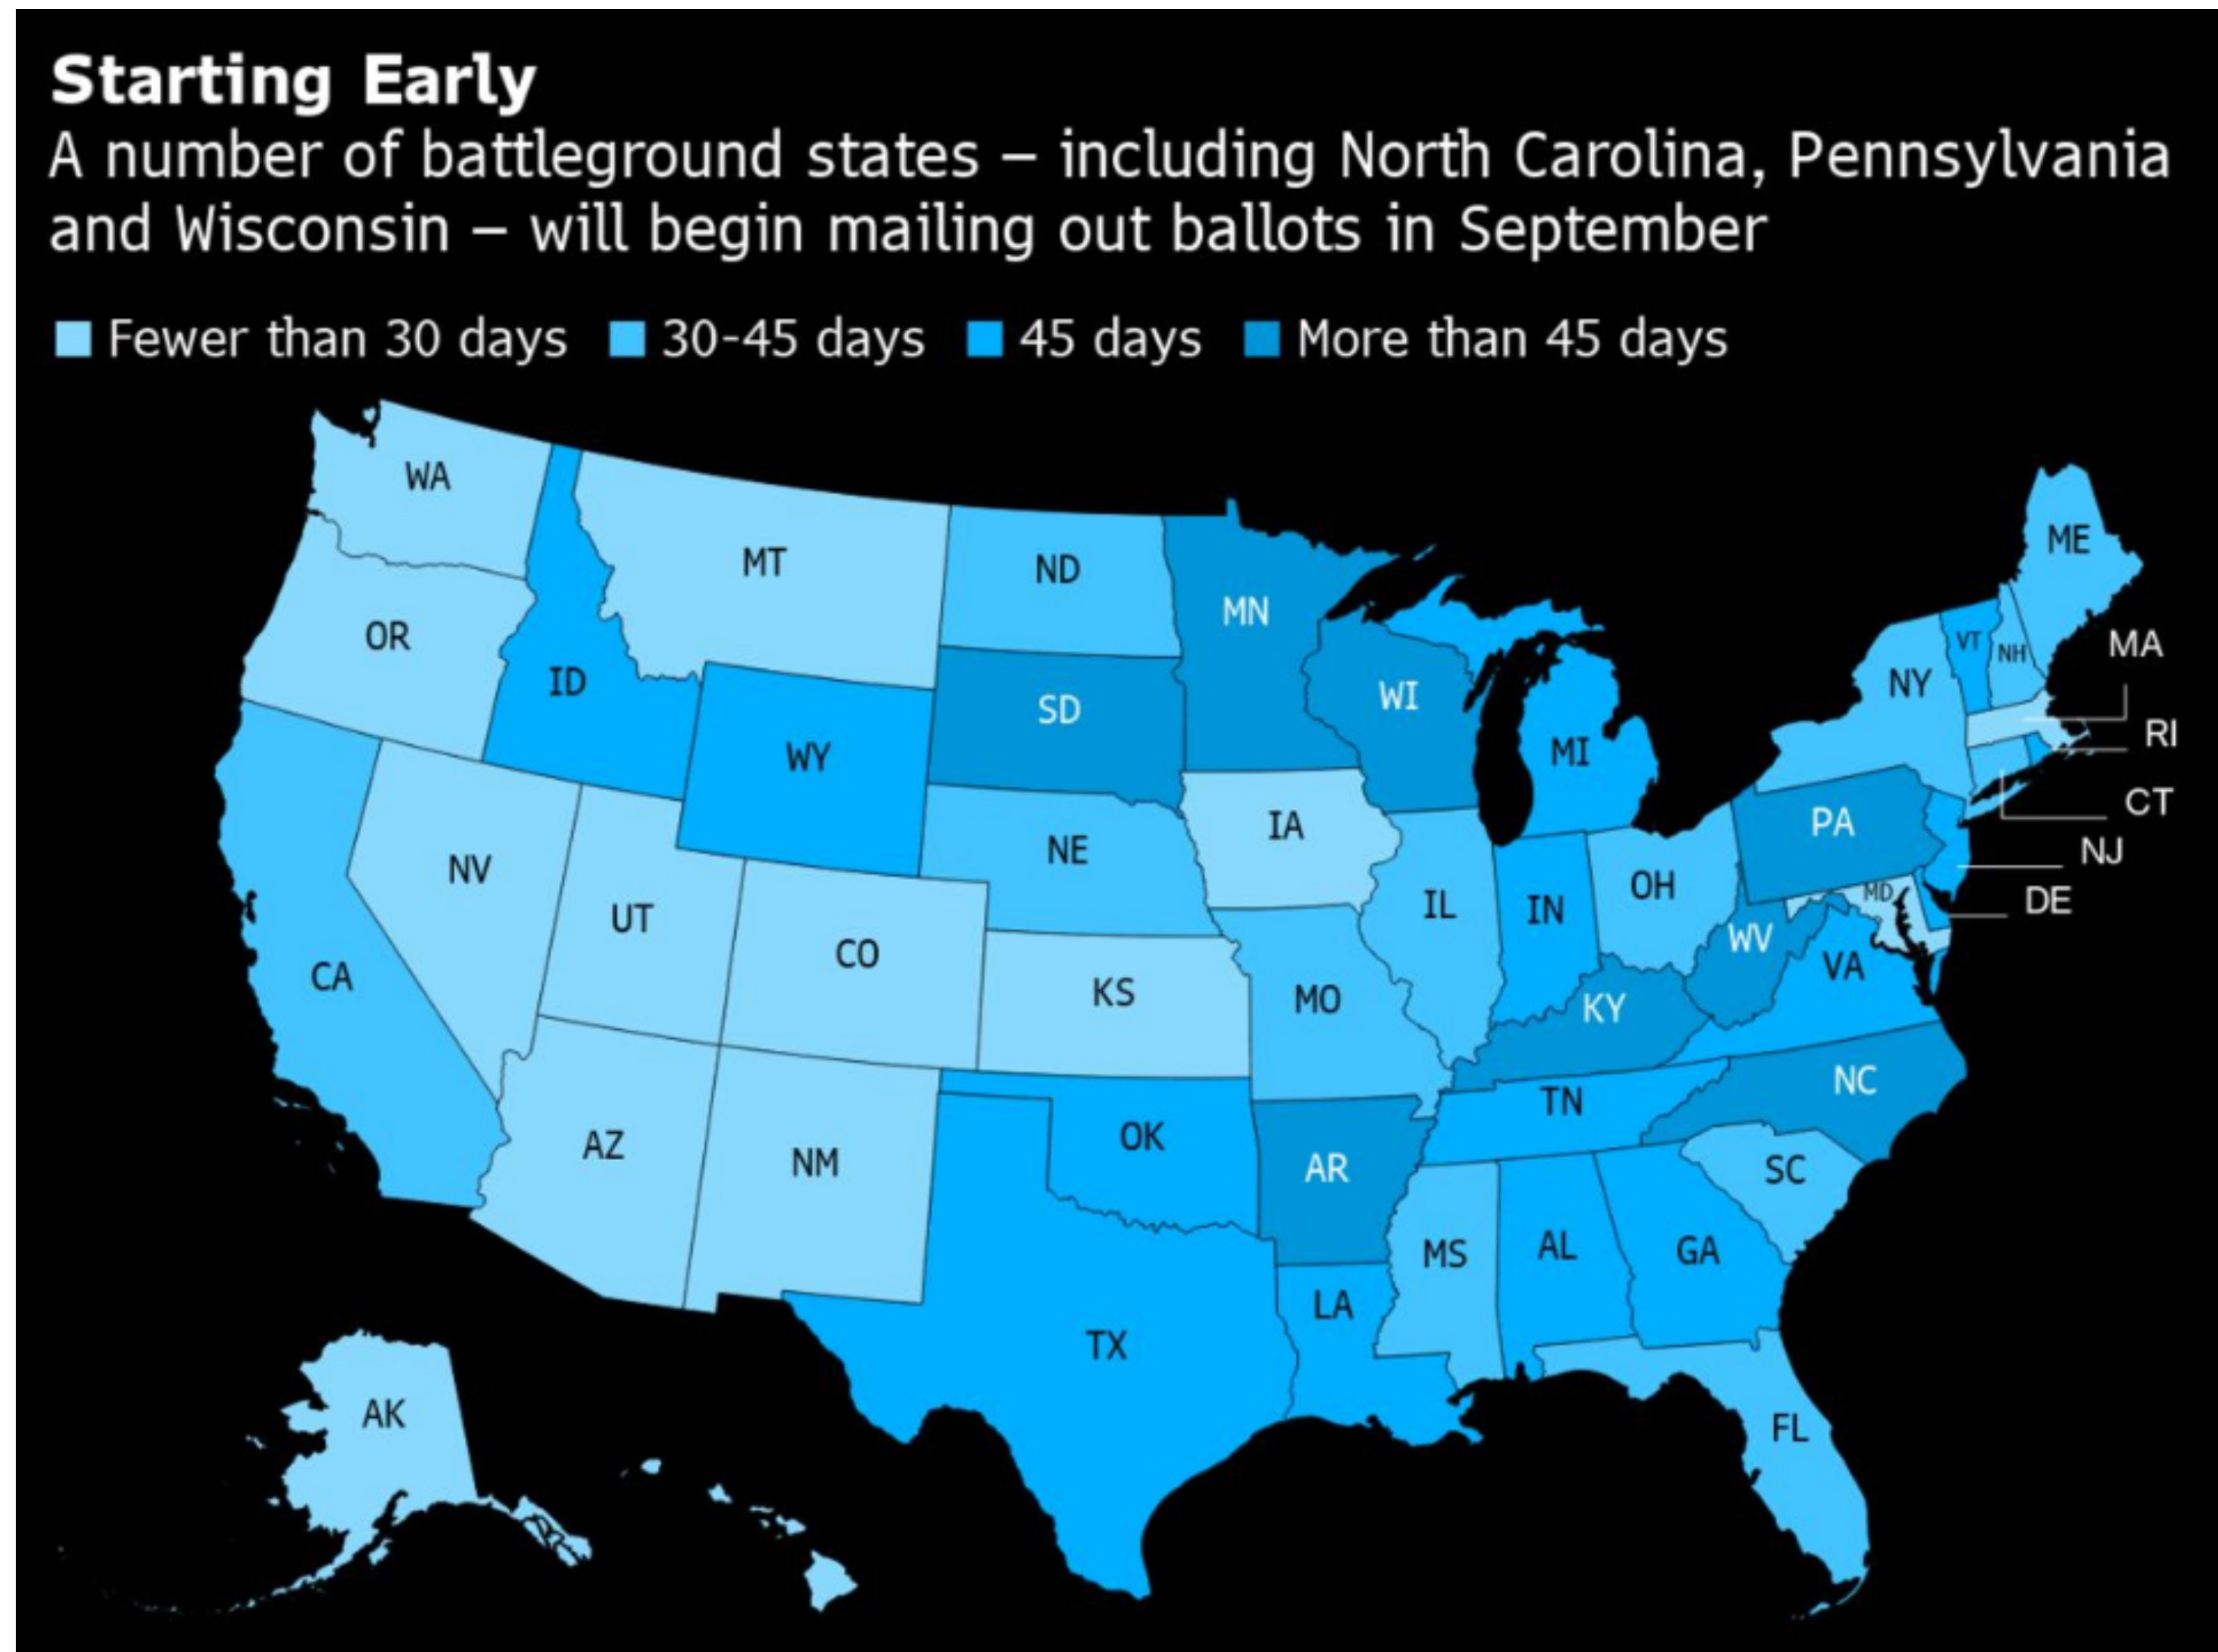 Starting Early
A number of battleground states – including North Carolina, Pennsylvania
and Wisconsin – will begin mailing out ballots in September
Fewer than 30 days 30-45 days 45 days More than 45 days
WA
MT
ND
MN
ME
OR
ID
SD
WI
VT
NH
MA
NY
RI
WY
MI
CT
IA
PA
NJ
NE
NV
UT
CO
IL
IN
OH
MD
DE
WV
VA
CA
KS
MO
KY
NC
TN
AZ
NM
OK
AR
SC
MS
AL
GA
LA
TX
AK
FL